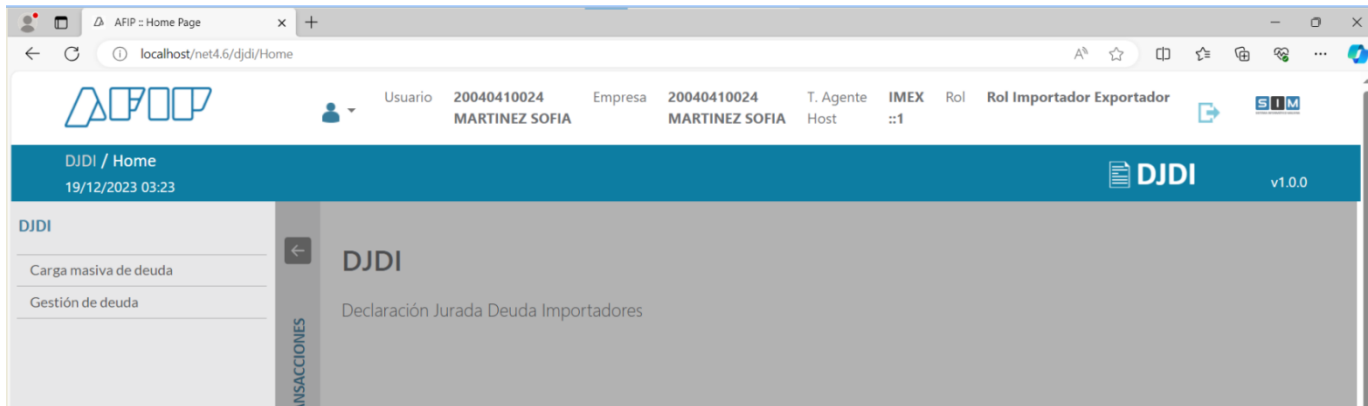 AFIP :: Home Page
localhost/net4.6/djdi/Home
AFIP
Usuario 20040410024 MARTINEZ SOFIA
Empresa 20040410024 MARTINEZ SOFIA
T. Agente IMEX
Host ::1
Rol Rol Importador Exportador
SIM
DJDI / Home
19/12/2023 03:23
DJDI
v1.0.0
DJDI
Carga masiva de deuda
Gestión de deuda
NSACCIONES
DJDI
Declaración Jurada Deuda Importadores